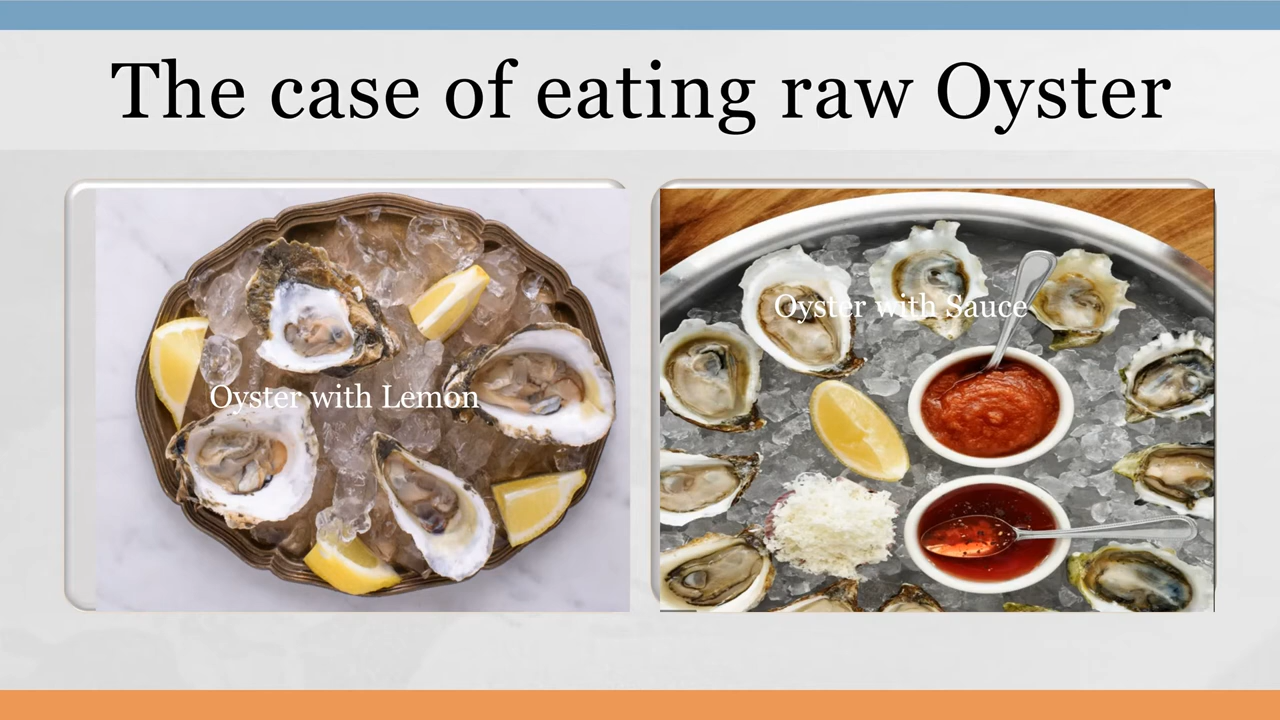 The case of eating raw Oyster
Oyster with Lemon
Oyster with Sauce